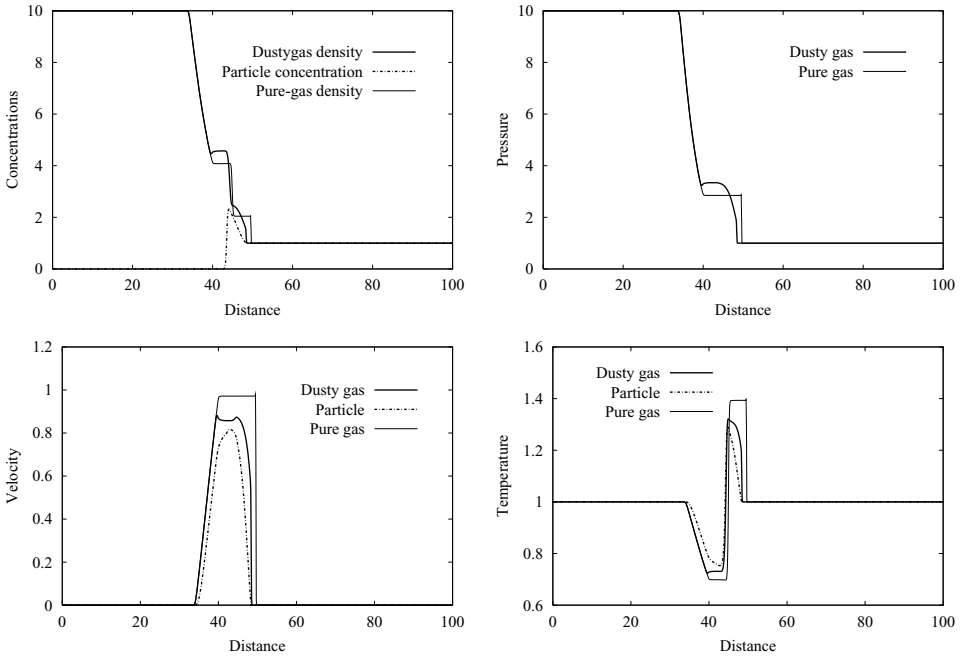 10
8
6
4
2
0
0 20 40 60 80 100
Concentrations
Distance
Dustygas density
Particle concentration
Pure-gas density
10
8
6
4
2
0
0 20 40 60 80 100
Pressure
Distance
Dusty gas
Pure gas
1.2
1
0.8
0.6
0.4
0.2
0
0 20 40 60 80 100
Velocity
Distance
Dusty gas
Particle
Pure gas
1.6
1.4
1.2
1
0.8
0.6
0 20 40 60 80 100
Temperature
Distance
Dusty gas
Particle
Pure gas